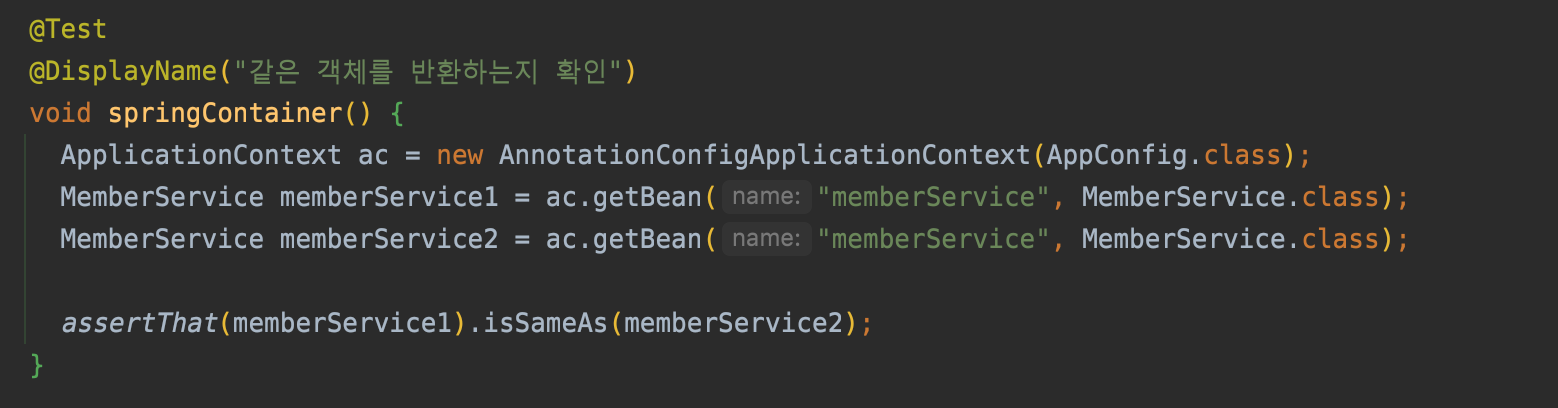 @Test
@DisplayName("같은 객체를 반환하는지 확인")
void springContainer() {
ApplicationContext ac = new AnnotationConfigApplicationContext(AppConfig.class);
MemberService memberService1 = ac.getBean( name: "memberService", MemberService.class);
MemberService memberService2 = ac.getBean( name: "memberService", MemberService.class);
assertThat(memberService1).isSameAs(memberService2);
}